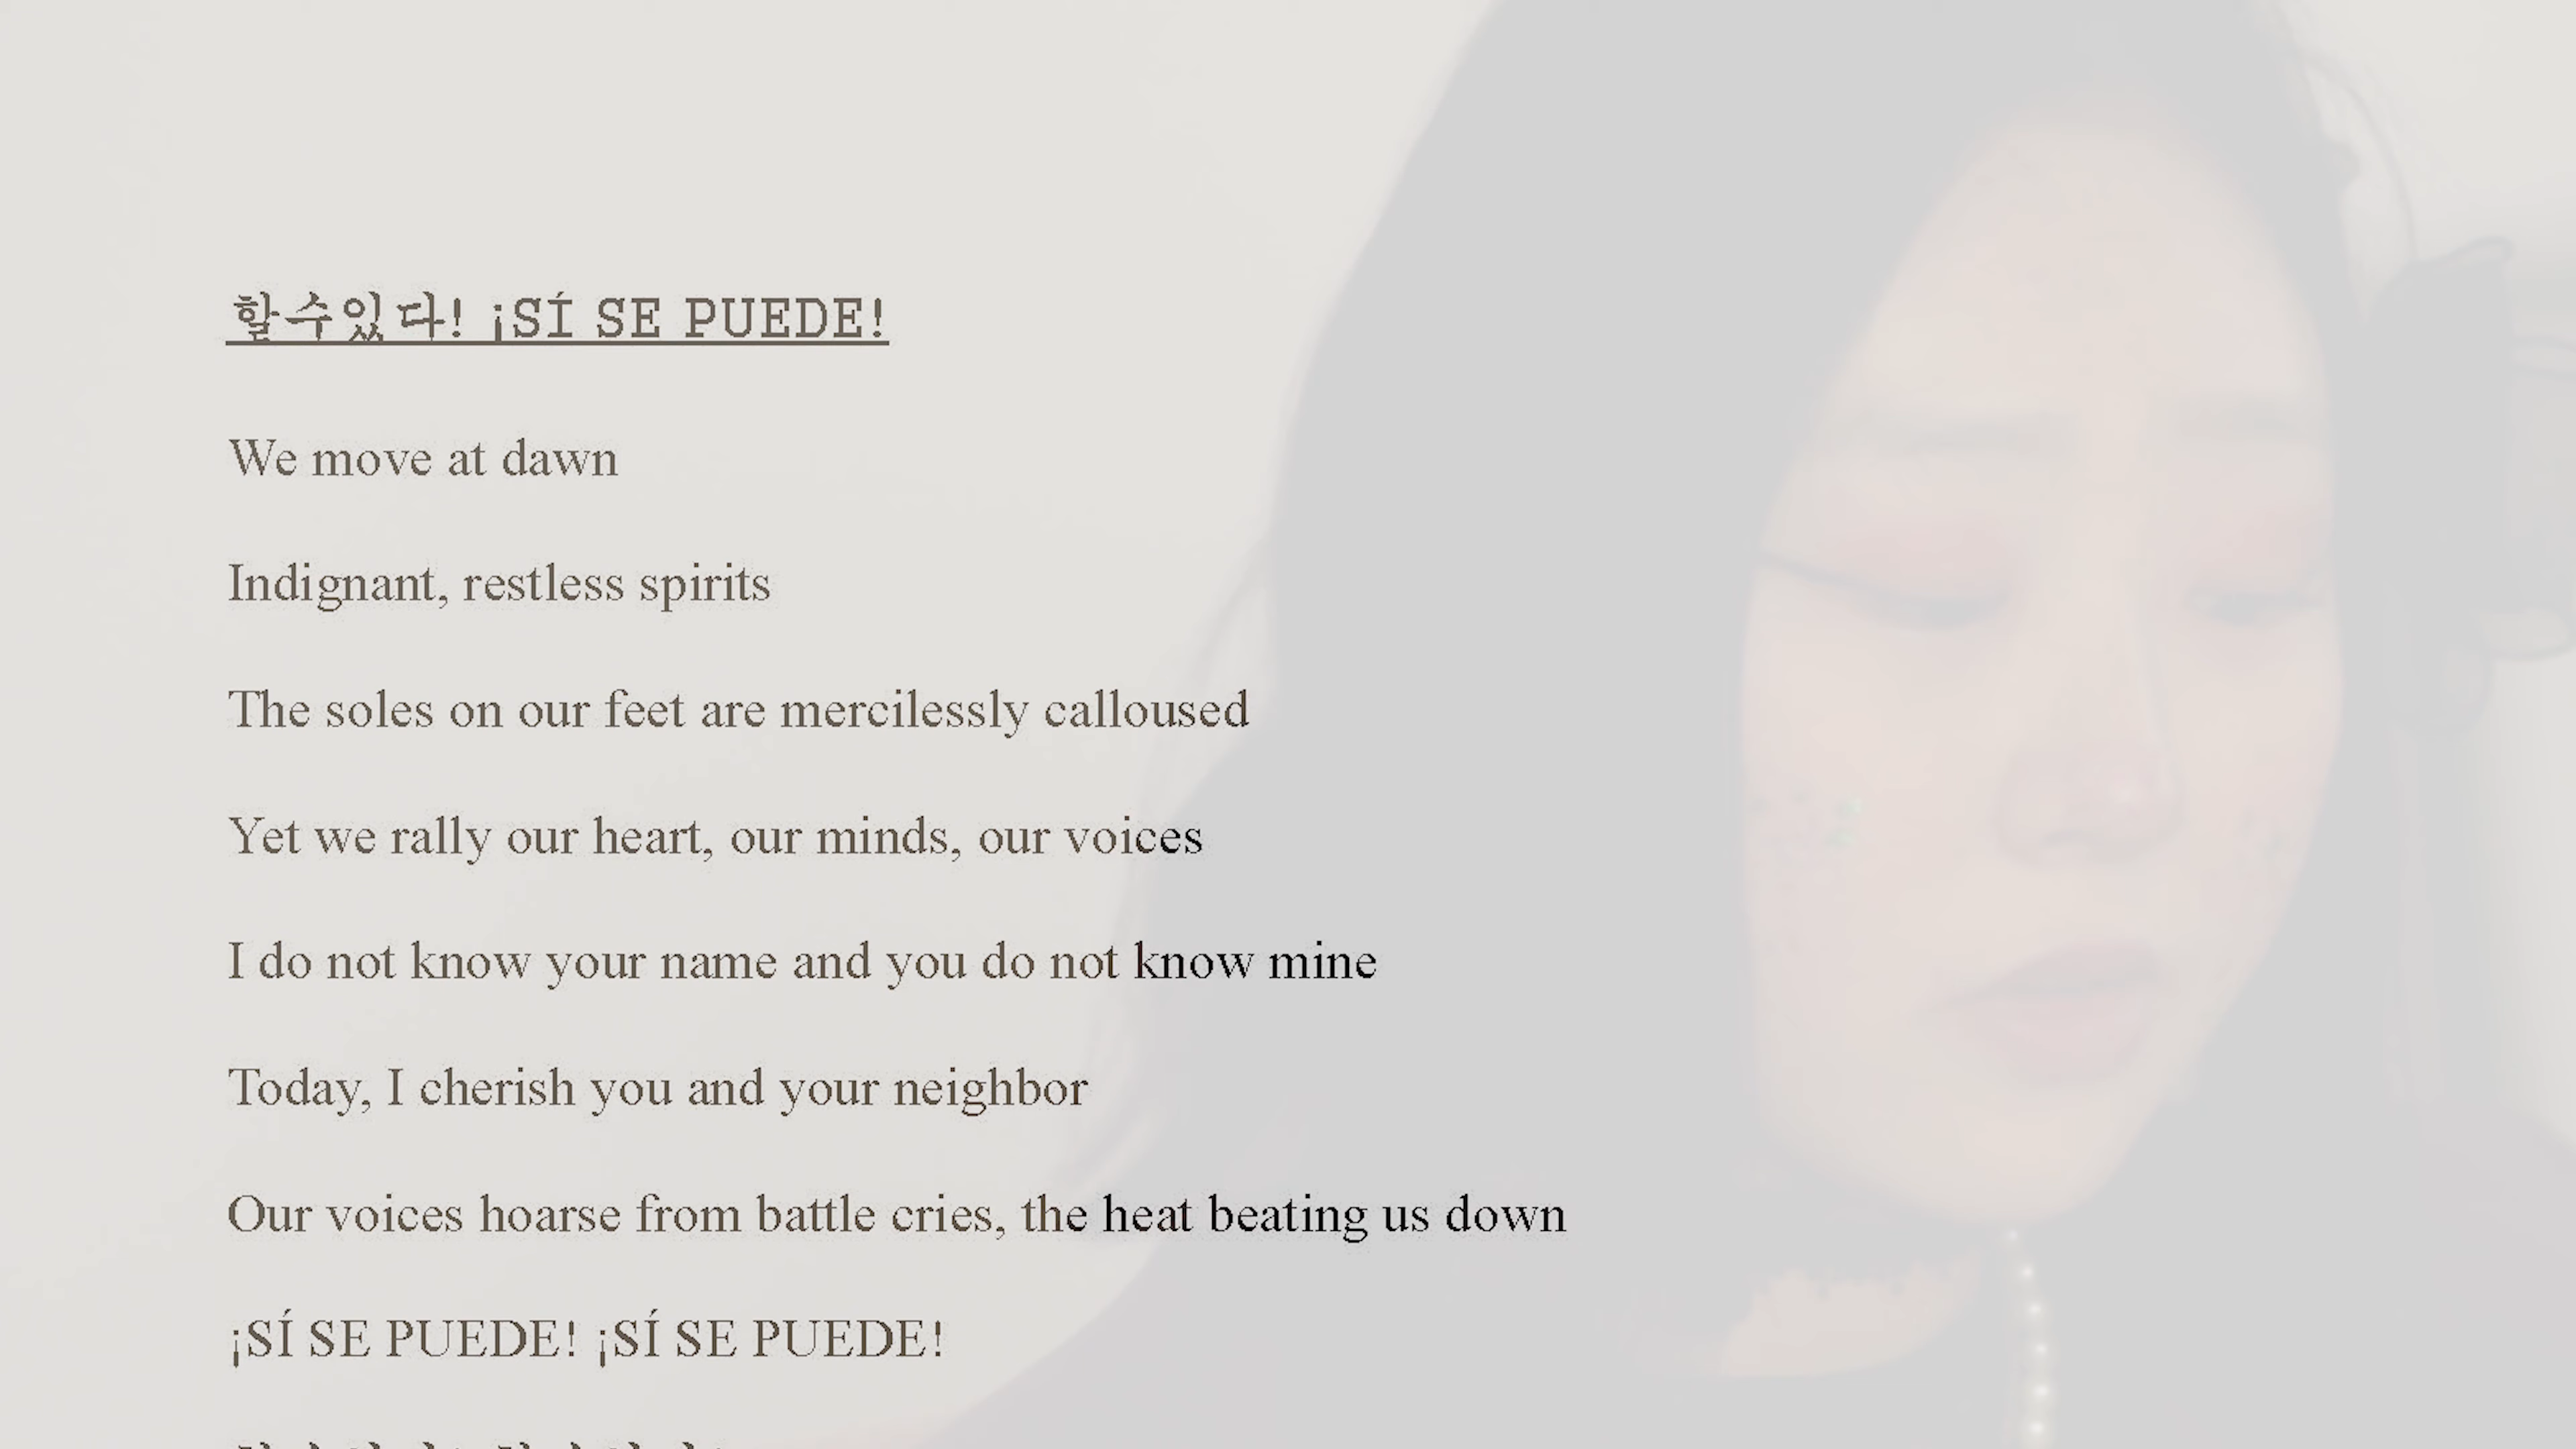 할수있다! ¡SÍ SE PUEDE!
We move at dawn
Indignant, restless spirits
The soles on our feet are mercilessly calloused
Yet we rally our heart, our minds, our voices
I do not know your name and you do not know mine
Today, I cherish you and your neighbor
Our voices hoarse from battle cries, the heat beating us down
¡SÍ SE PUEDE! ¡SÍ SE PUEDE!